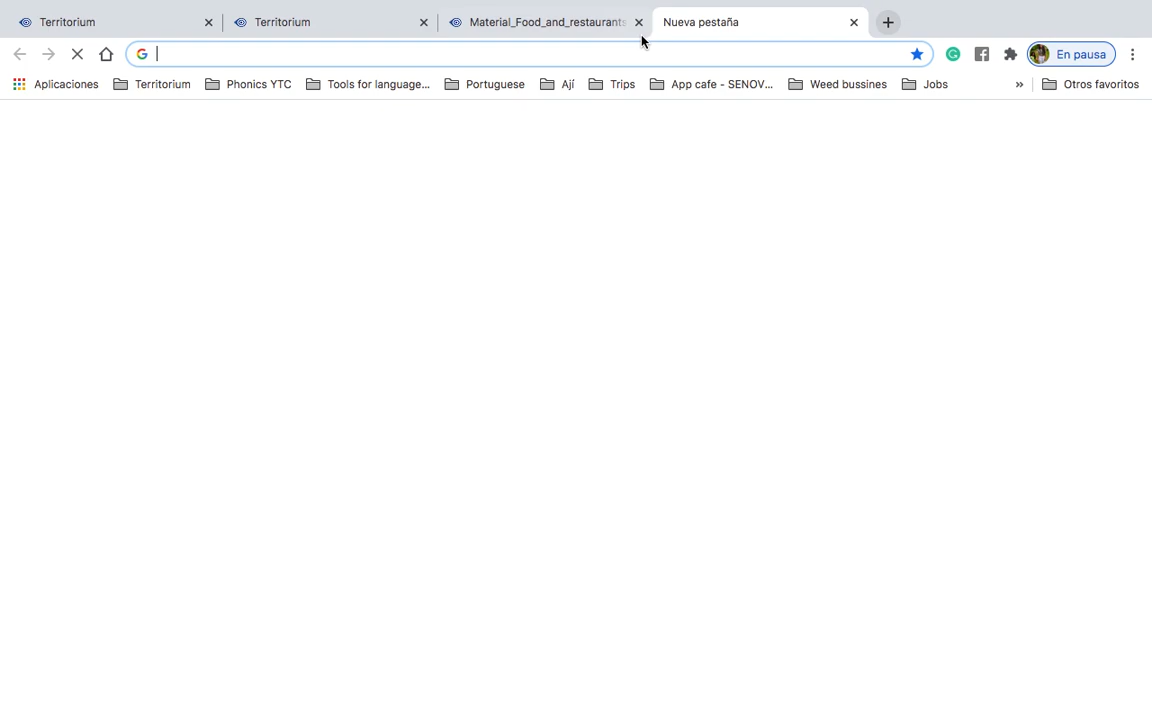 Territorium
Territorium
Material_Food_and_restaurants
Nueva pestaña
En pausa
Aplicaciones
Territorium
Phonics YTC
Tools for language...
Portuguese
Ají
Trips
App cafe - SENOV...
Weed bussines
Jobs
»
Otros favoritos